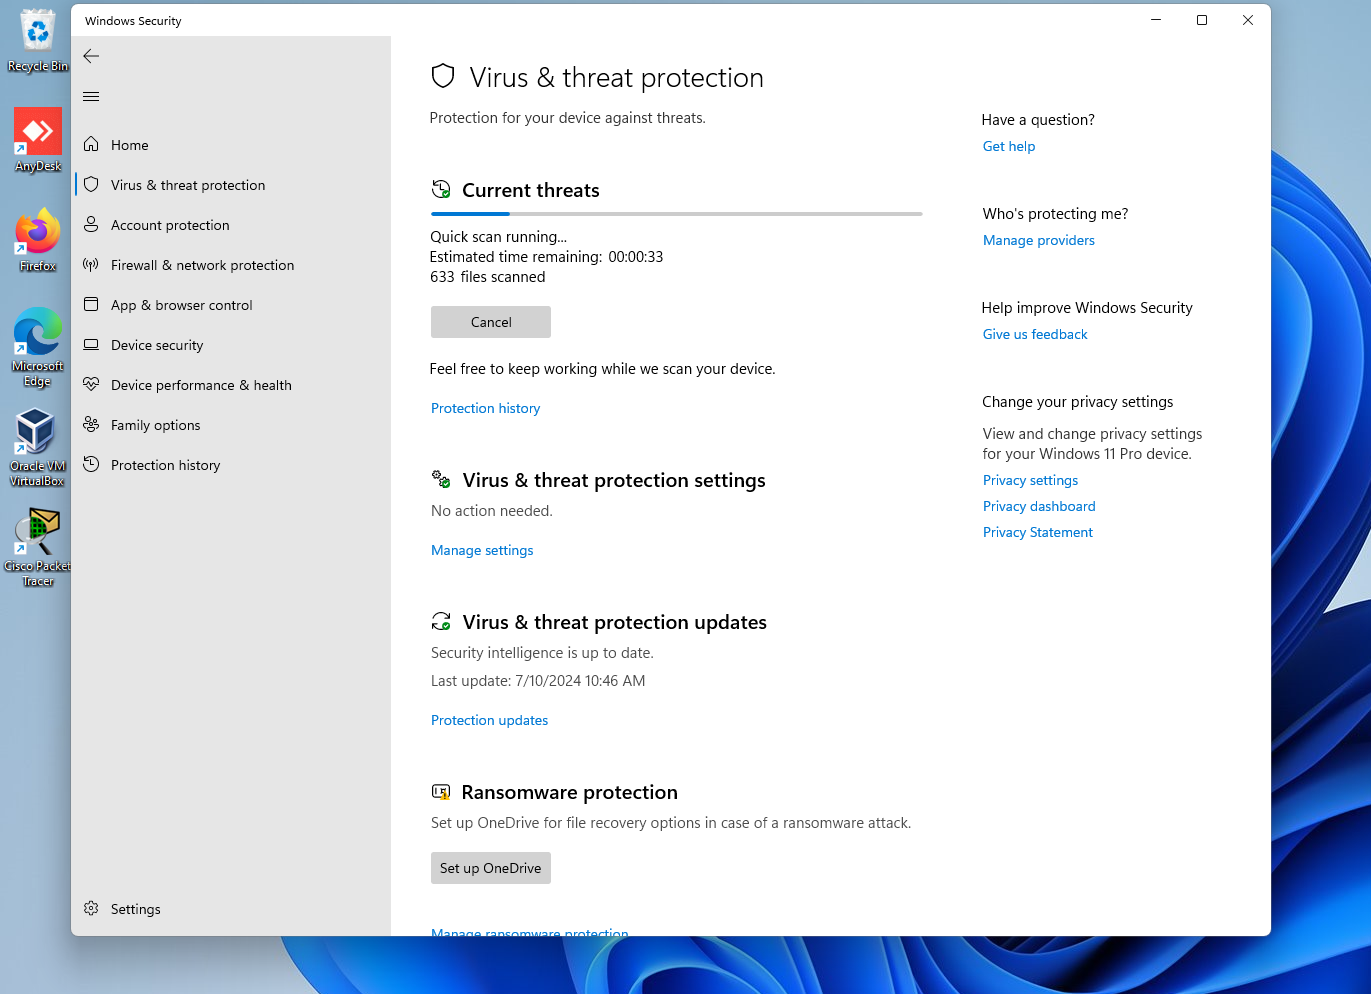 Recycle Bin
AnyDesk
Firefox
Microsoft
Edge
Oracle VM
VirtualBox
Cisco Packet
Tracer
Windows Security
Home
Virus & threat protection
Account protection
Firewall & network protection
App & browser control
Device security
Device performance & health
Family options
Protection history
Settings
Virus & threat protection
Protection for your device against threats.
Current threats
Quick scan running...
Estimated time remaining: 00:00:33
633 files scanned
Cancel
Feel free to keep working while we scan your device.
Protection history
Virus & threat protection settings
No action needed.
Manage settings
Virus & threat protection updates
Security intelligence is up to date.
Last update: 7/10/2024 10:46 AM
Protection updates
Ransomware protection
Set up OneDrive for file recovery options in case of a ransomware attack.
Set up OneDrive
Manage ransomware protection
Have a question?
Get help
Who's protecting me?
Manage providers
Help improve Windows Security
Give us feedback
Change your privacy settings
View and change privacy settings
for your Windows 11 Pro device.
Privacy settings
Privacy dashboard
Privacy Statement